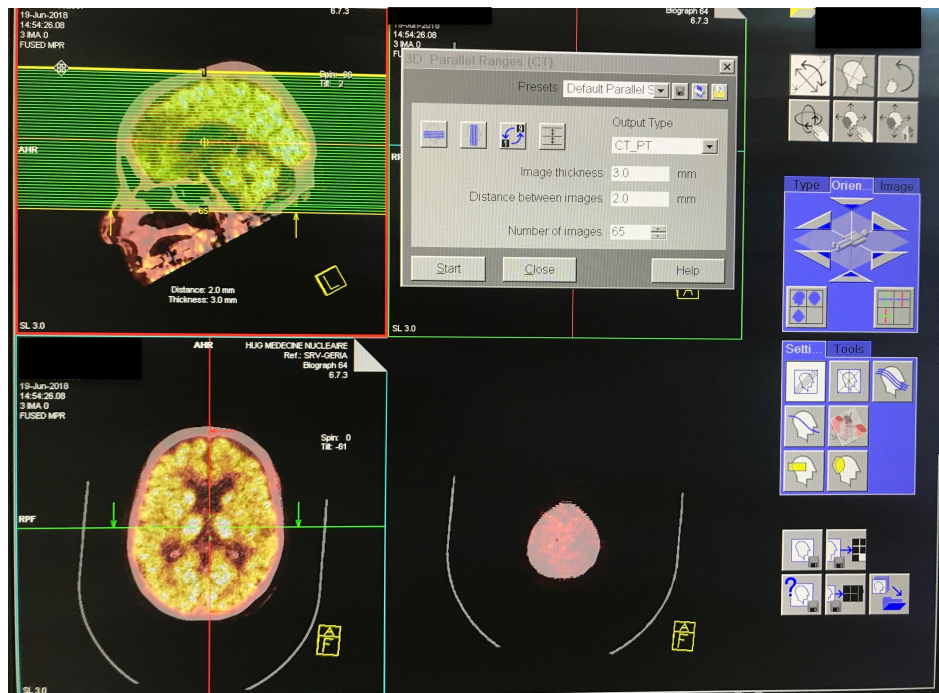 19-Jun-2018
14:54:26.08
3 IMA 0
FUSED MPR
6.7.3
Spin: -90
Tilt: 2
AHR
65
Distance: 2.0 mm
Thickness: 3.0 mm
L
SL 3.0
19-Jun-2018
14:54:26.08
3 IMA 0
Biograph 64
6.7.3
SL 3.0
3D: Parallel Ranges (CT)
Presets
Default Parallel S
Output Type
CT_PT
Image thickness 3.0 mm
Distance between images 2.0 mm
Number of images 65
Start
Close
Help
Type
Orien...
Image
Setti...
Tools
AHR
HUG MEDECINE NUCLEAIRE
Ref.: SRV-GERIA
Biograph 64
6.7.3
19-Jun-2018
14:54:26.08
3 IMA 0
FUSED MPR
Spin: 0
Tilt: -61
RPF
A
F
SL 3.0
A
F